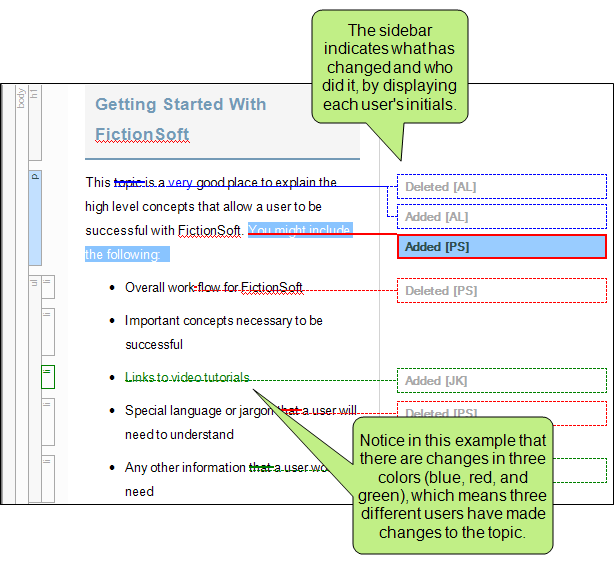 The sidebar
indicates what has
changed and who
did it, by displaying
each user's initials.
body
h1
Getting Started With
FictionSoft
p
This topic is a very good place to explain the
high level concepts that allow a user to be
successful with FictionSoft. You might include
the following:
Deleted [AL]
Added [AL]
Added [PS]
ul
li
• Overall work-flow for FictionSoft
Deleted [PS]
li
• Important concepts necessary to be
successful
li
• Links to video tutorials
Added [JK]
li
• Special language or jargon that a user will
need to understand
Deleted [PS]
li
• Any other information that a user
need
Notice in this example that
there are changes in three
colors (blue, red, and
green), which means three
different users have made
changes to the topic.